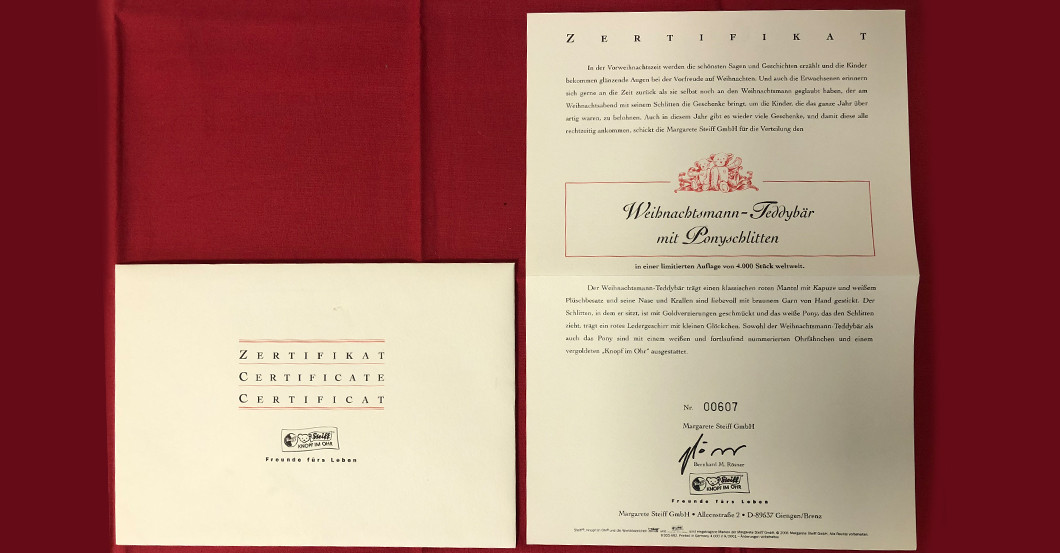 ZERTIFIKAT
CERTIFICATE
CERTIFICAT
Steiff
KNOPF IM OHR
Freunde fürs Leben
ZERTIFIKAT
In der Vorweihnachtszeit werden die schönsten Sagen und Geschichten erzählt und die Kinder
bekommen glänzende Augen bei der Vorfreude auf Weihnachten. Und auch die Erwachsenen erinnern
sich gerne an die Zeit zurück als sie selbst noch an den Weihnachtsmann geglaubt haben, der am
Weihnachtsabend mit seinem Schlitten die Geschenke bringt, um die Kinder, die das ganze Jahr über
artig waren, zu belohnen. Auch in diesem Jahr gibt es wieder viele Geschenke, und damit diese alle
rechtzeitig ankommen, schickt die Margarete Steiff GmbH für die Verteilung den
Weihnachtsmann-Teddybär
mit Ponyschlitten
in einer limitierten Auflage von 4.000 Stück weltweit.
Der Weihnachtsmann-Teddybär trägt einen klassischen roten Mantel mit Kapuze und weißem
Plüschbesatz und seine Nase und Krallen sind liebevoll mit braunem Garn von Hand gestickt. Der
Schlitten, in dem er sitzt, ist mit Goldverzierungen geschmückt und das weiße Pony, das den Schlitten
zieht, trägt ein rotes Ledergeschirr mit kleinen Glöckchen. Sowohl der Weihnachtsmann-Teddybär als
auch das Pony sind mit einem weißen und fortlaufend nummerierten Ohrfähnchen und einem
vergoldeten „Knopf im Ohr" ausgestattet.
Nr. 00607
Margarete Steiff GmbH
Bernhard M. Rösner
Steiff
KNOPF IM OHR
Freunde fürs Leben
Margarete Steiff GmbH • Alleenstraße 2 • D-89537 Giengen/Brenz